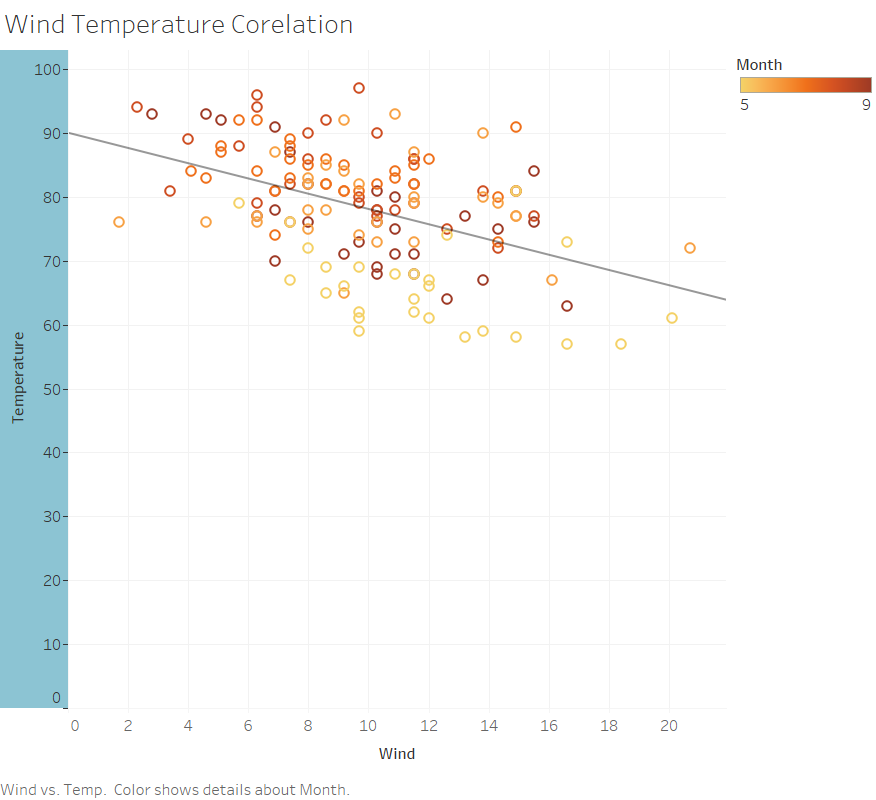 Wind Temperature Corelation
Month
5 9
100
90
80
70
60
50
40
30
20
10
0
Temperature
0 2 4 6 8 10 12 14 16 18 20
Wind
Wind vs. Temp. Color shows details about Month.